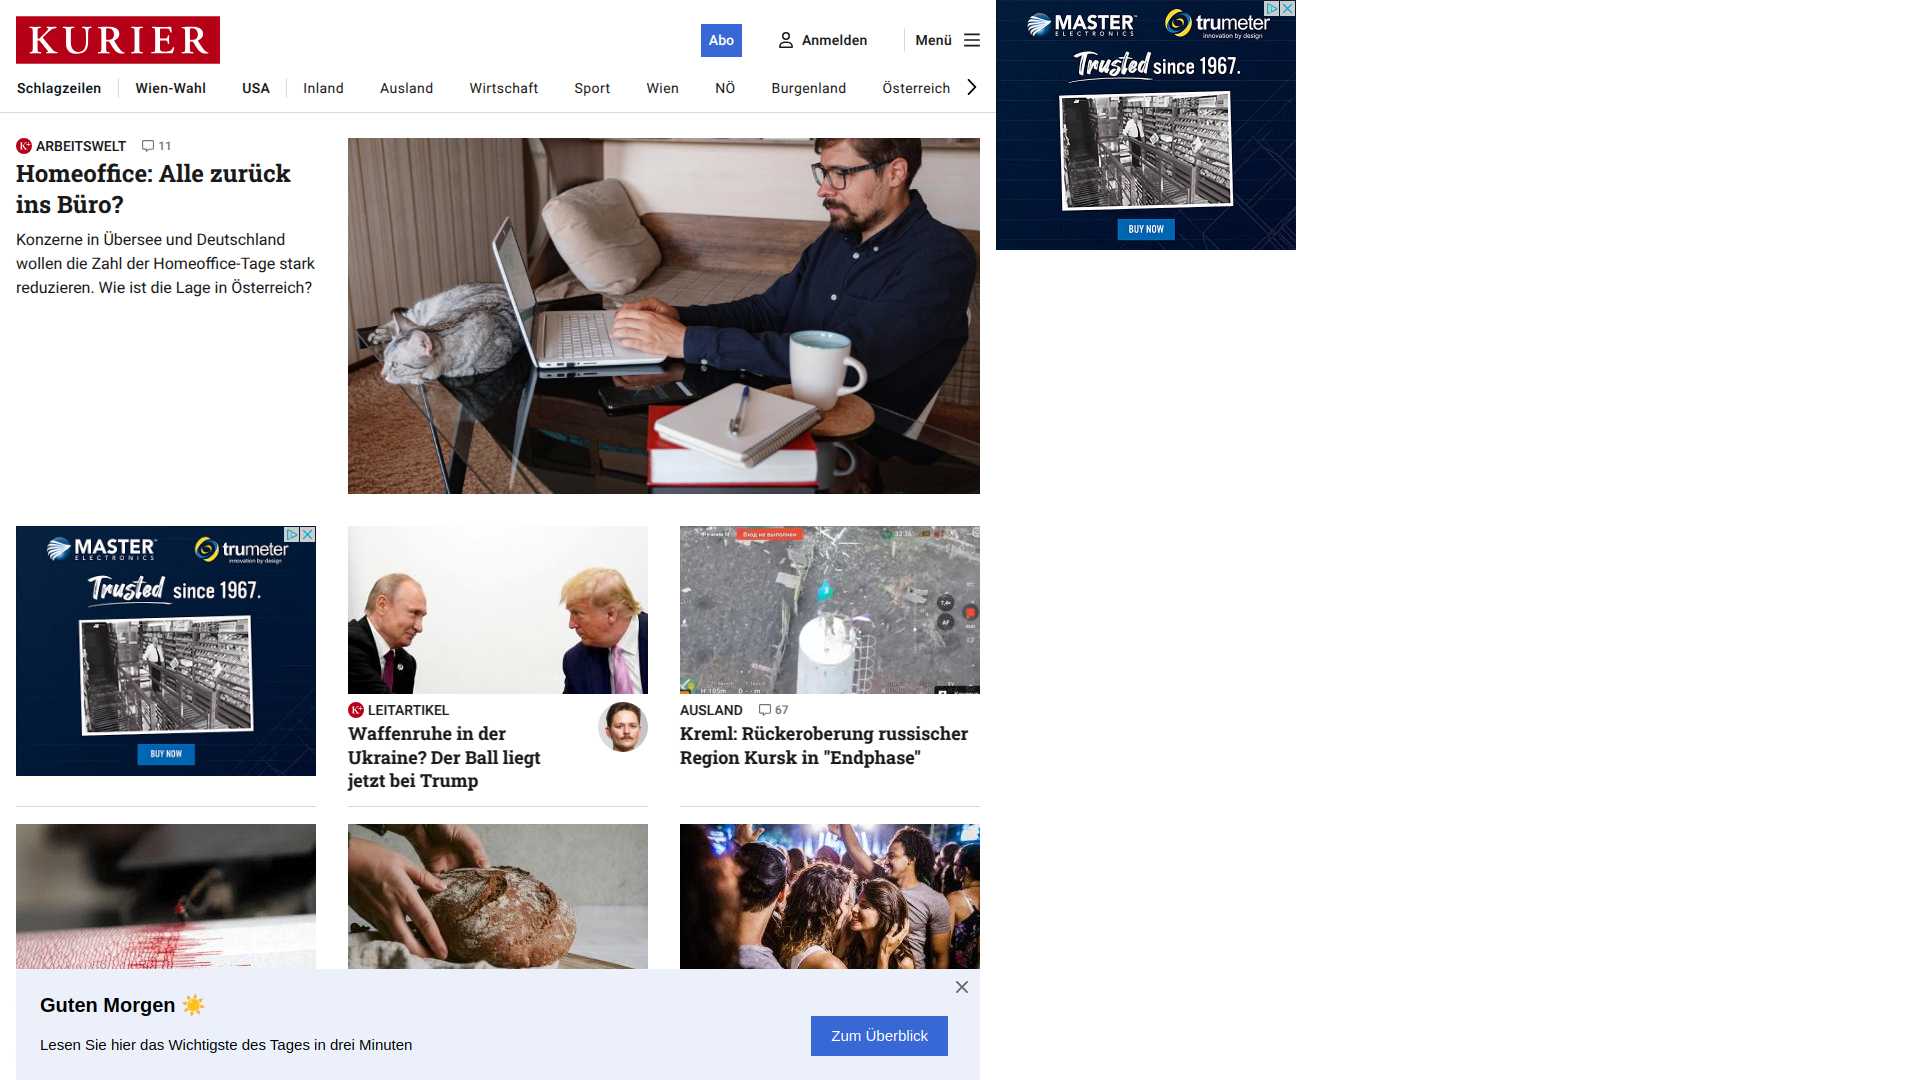 KURIER
Abo
Anmelden
Menü
Schlagzeilen
Wien-Wahl
USA
Inland
Ausland
Wirtschaft
Sport
Wien
NÖ
Burgenland
Österreich
MASTER
ELECTRONICS
trumeter
innovation by design
Trusted since 1967.
BUY NOW
K+ ARBEITSWELT 11
Homeoffice: Alle zurück
ins Büro?
Konzerne in Übersee und Deutschland
wollen die Zahl der Homeoffice-Tage stark
reduzieren. Wie ist die Lage in Österreich?
MASTER
ELECTRONICS
trumeter
innovation by design
Trusted since 1967.
BUY NOW
K+ LEITARTIKEL
Waffenruhe in der
Ukraine? Der Ball liegt
jetzt bei Trump
Вход не выполнен
AF
AUSLAND 67
Kreml: Rückeroberung russischer
Region Kursk in "Endphase"
Guten Morgen ☀️
Lesen Sie hier das Wichtigste des Tages in drei Minuten
Zum Überblick